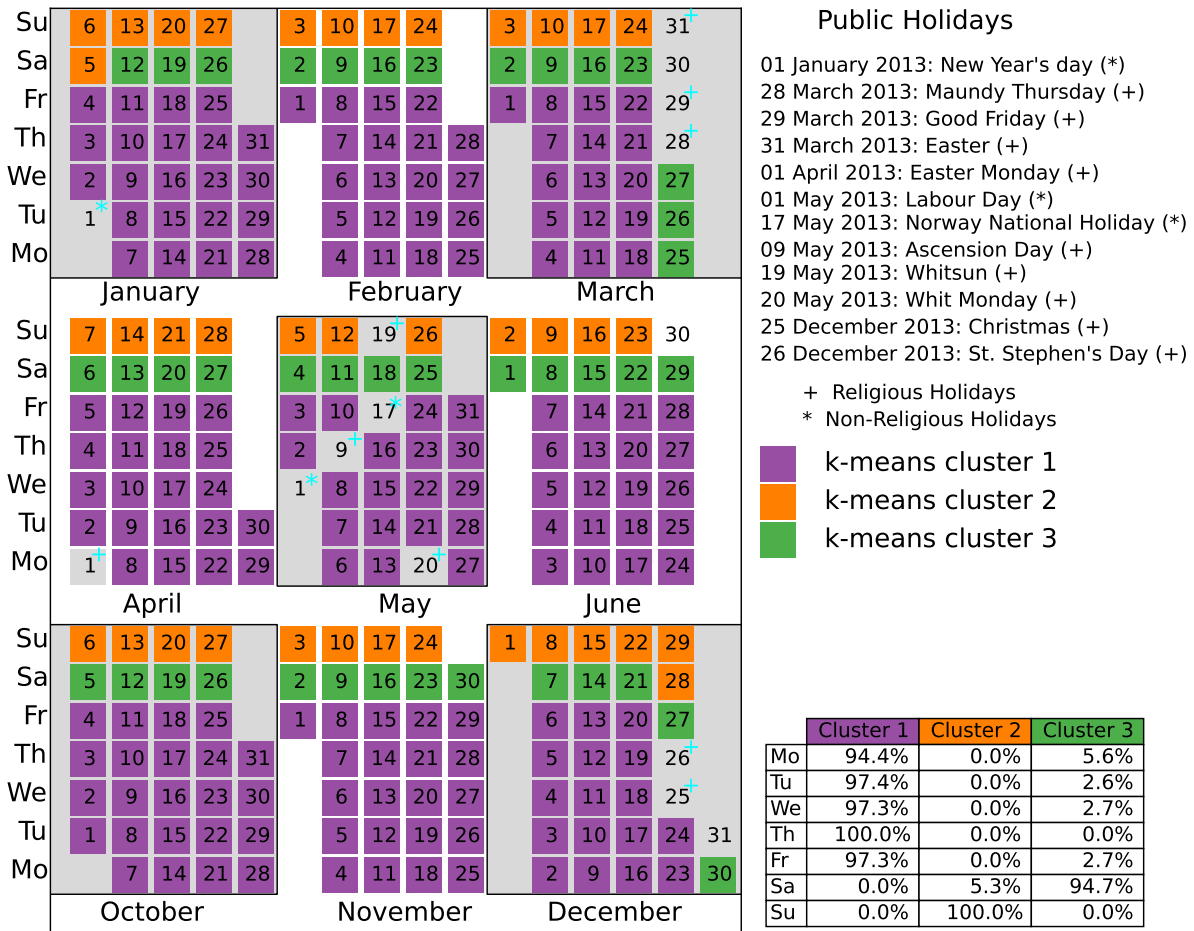 Su 6 13 20 27 3 10 17 24 3 10 17 24 31+
Sa 5 12 19 26 2 9 16 23 2 9 16 23 30
Fr 4 11 18 25 1 8 15 22 1 8 15 22 29+
Th 3 10 17 24 31 7 14 21 28 7 14 21 28+
We 2 9 16 23 30 6 13 20 27 6 13 20 27
Tu 1* 8 15 22 29 5 12 19 26 5 12 19 26
Mo 7 14 21 28 4 11 18 25 4 11 18 25
January February March
Su 7 14 21 28 5 12 19+ 26 2 9 16 23 30
Sa 6 13 20 27 4 11 18 25 1 8 15 22 29
Fr 5 12 19 26 3 10 17* 24 31 7 14 21 28
Th 4 11 18 25 2 9+ 16 23 30 6 13 20 27
We 3 10 17 24 1* 8 15 22 29 5 12 19 26
Tu 2 9 16 23 30 7 14 21 28 4 11 18 25
Mo 1+ 8 15 22 29 6 13 20+ 27 3 10 17 24
April May June
Su 6 13 20 27 3 10 17 24 1 8 15 22 29
Sa 5 12 19 26 2 9 16 23 30 7 14 21 28
Fr 4 11 18 25 1 8 15 22 29 6 13 20 27
Th 3 10 17 24 31 7 14 21 28 5 12 19 26+
We 2 9 16 23 30 6 13 20 27 4 11 18 25+
Tu 1 8 15 22 29 5 12 19 26 3 10 17 24 31
Mo 7 14 21 28 4 11 18 25 2 9 16 23 30
October November December
Public Holidays
01 January 2013: New Year's day (*)
28 March 2013: Maundy Thursday (+)
29 March 2013: Good Friday (+)
31 March 2013: Easter (+)
01 April 2013: Easter Monday (+)
01 May 2013: Labour Day (*)
17 May 2013: Norway National Holiday (*)
09 May 2013: Ascension Day (+)
19 May 2013: Whitsun (+)
20 May 2013: Whit Monday (+)
25 December 2013: Christmas (+)
26 December 2013: St. Stephen's Day (+)
+ Religious Holidays
* Non-Religious Holidays
k-means cluster 1
k-means cluster 2
k-means cluster 3
Cluster 1 Cluster 2 Cluster 3
Mo 94.4% 0.0% 5.6%
Tu 97.4% 0.0% 2.6%
We 97.3% 0.0% 2.7%
Th 100.0% 0.0% 0.0%
Fr 97.3% 0.0% 2.7%
Sa 0.0% 5.3% 94.7%
Su 0.0% 100.0% 0.0%